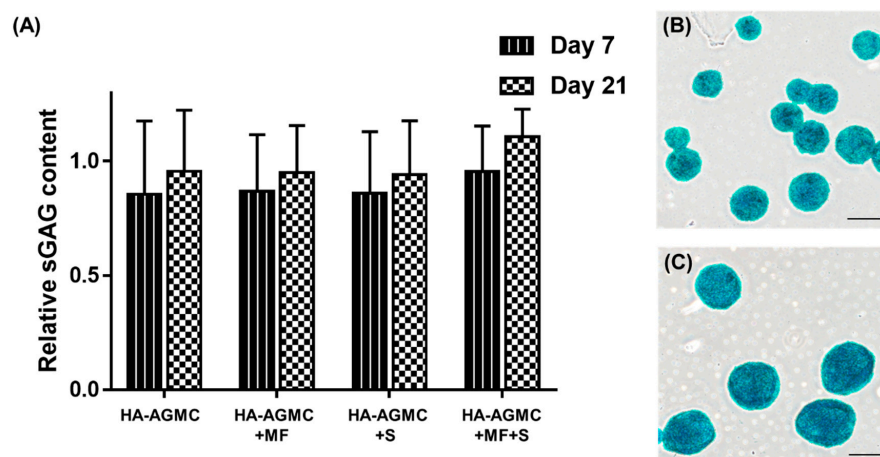 (A)
Day 7
Day 21
Relative sGAG content
1.0
0.5
0.0
HA-AGMC
HA-AGMC
+MF
HA-AGMC
+S
HA-AGMC
+MF+S
(B)
(C)